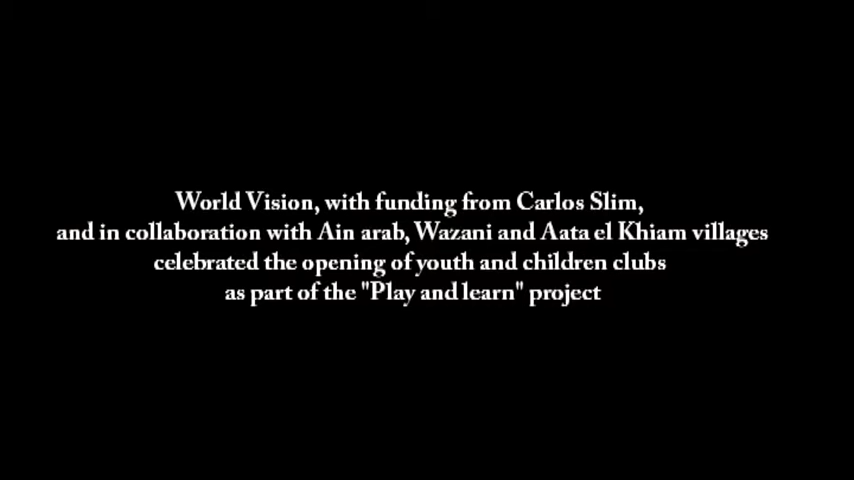 World Vision, with funding from Carlos Slim,
and in collaboration with Ain arab, Wazani and Aata el Khiam villages
celebrated the opening of youth and children clubs
as part of the "Play and learn" project